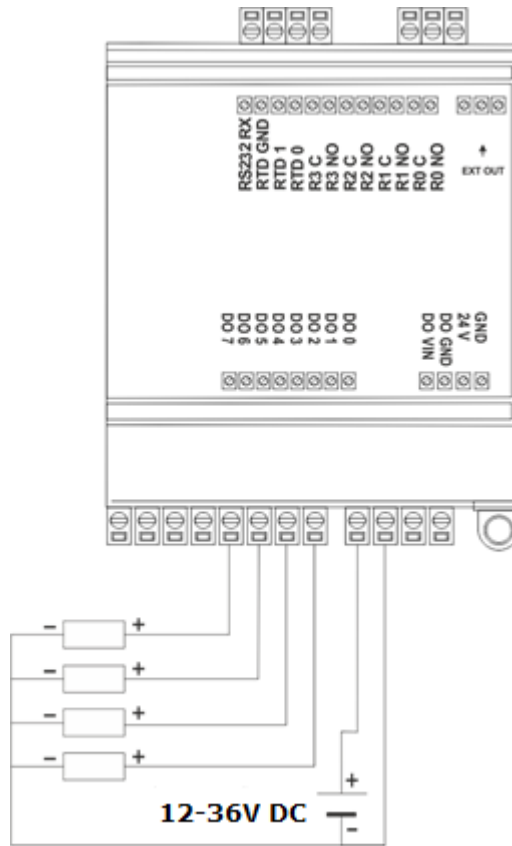 RS232 RX
RTD GND
RTD 1
RTD 0
R3 C
R3 NO
R2 C
R2 NO
R1 C
R1 NO
R0 C
R0 NO
EXT OUT
DO 7
DO 6
DO 5
DO 4
DO 3
DO 2
DO 1
DO 0
DO VIN
DO GND
24 V
GND
- +
- +
- +
- +
+
12-36V DC
-